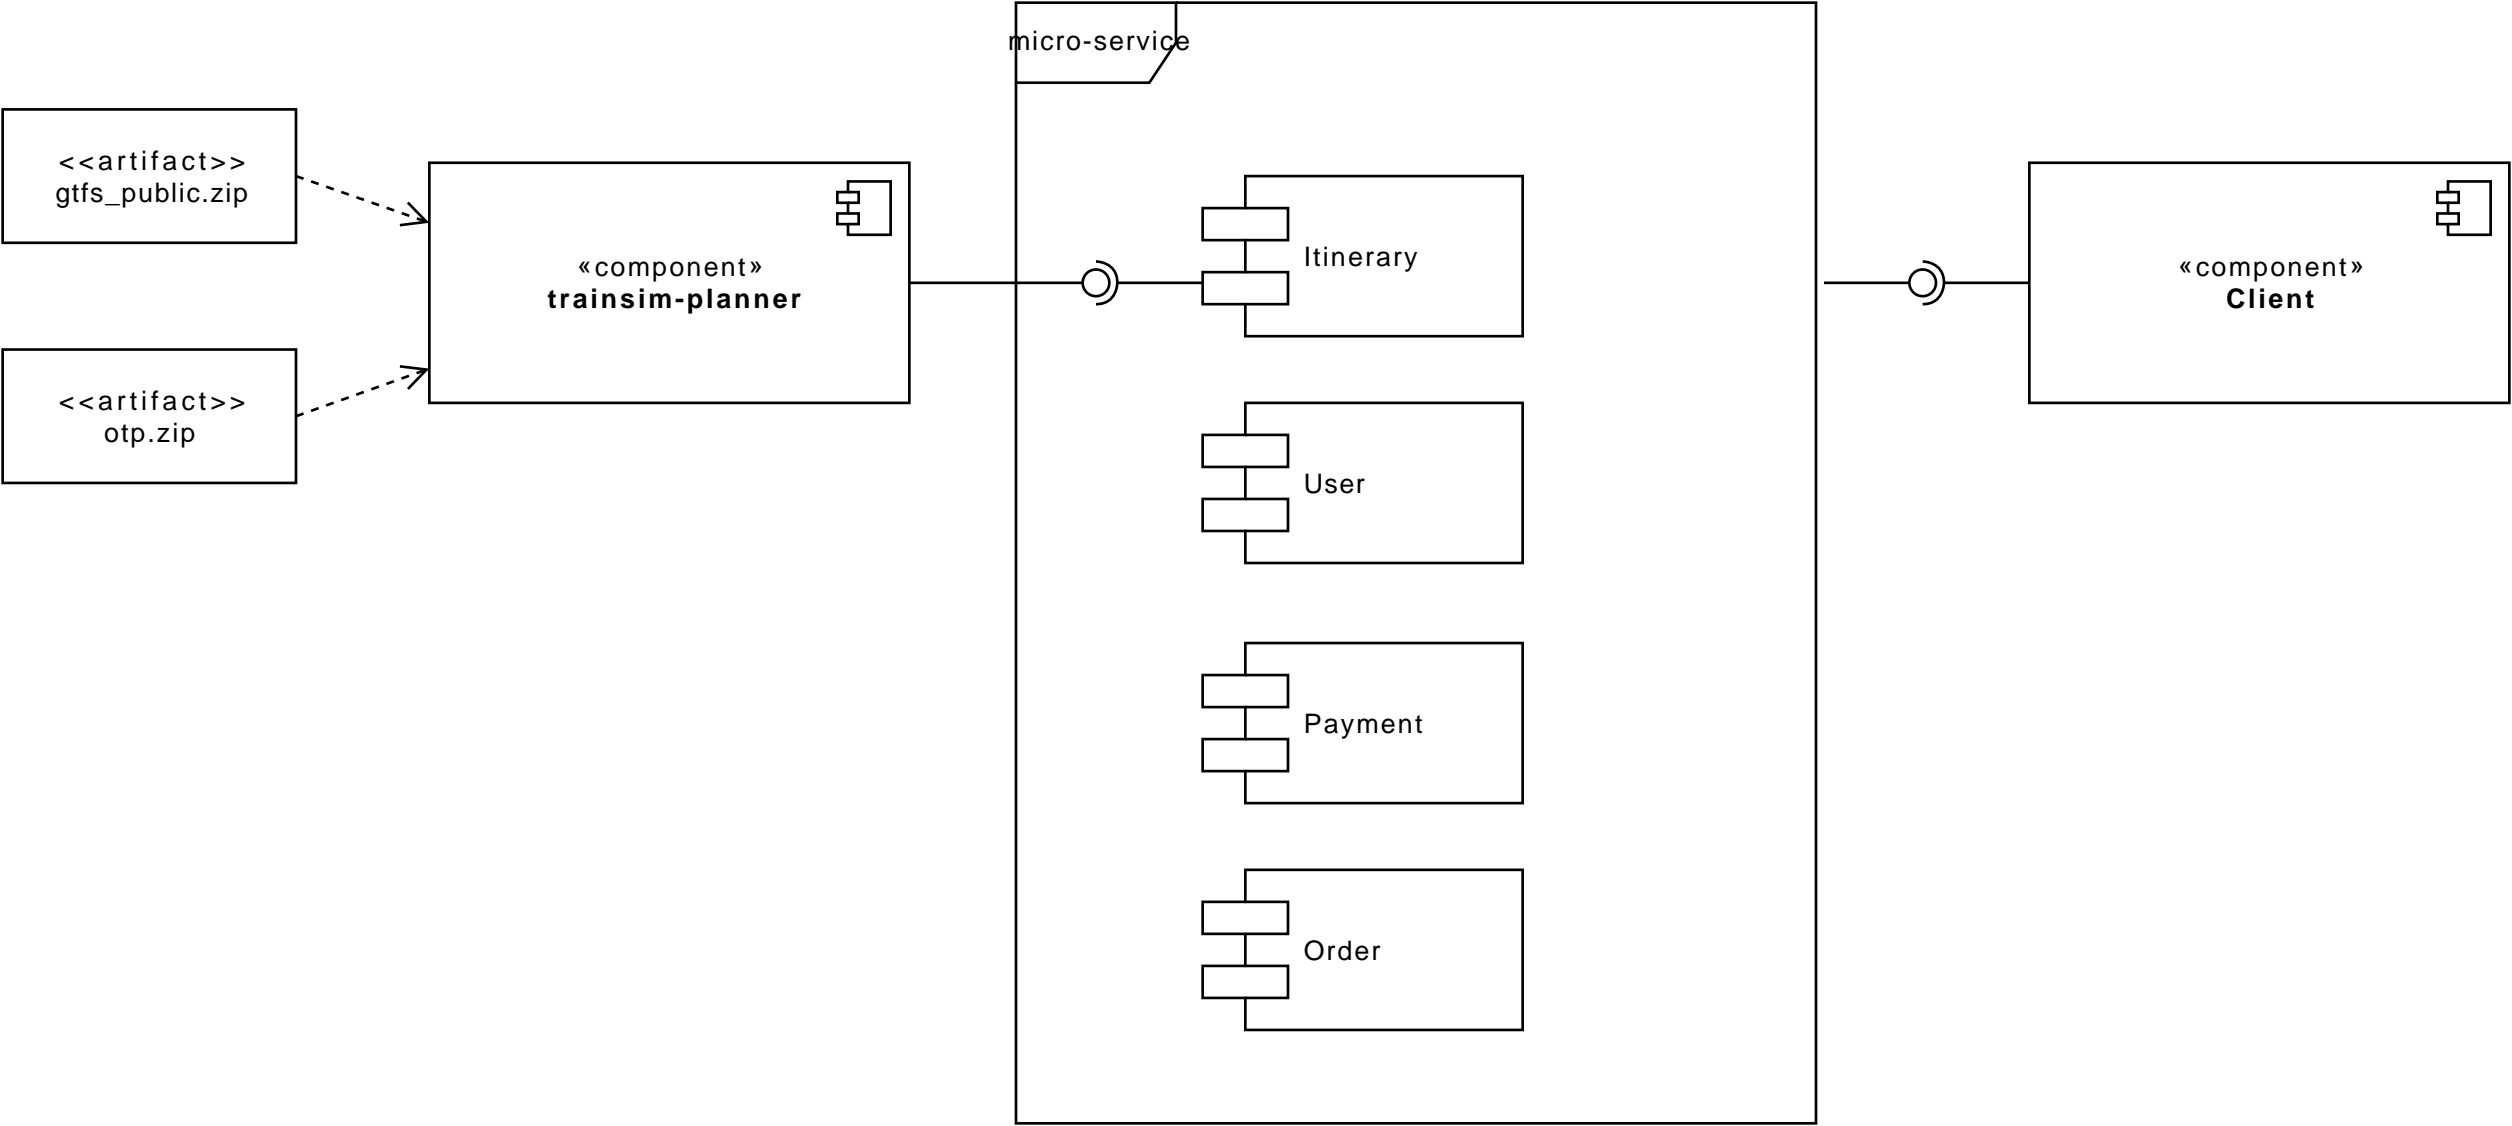 micro-service
<<artifact>>
gtfs_public.zip
«component»
trainsim-planner
<<artifact>>
otp.zip
Itinerary
User
Payment
Order
«component»
Client